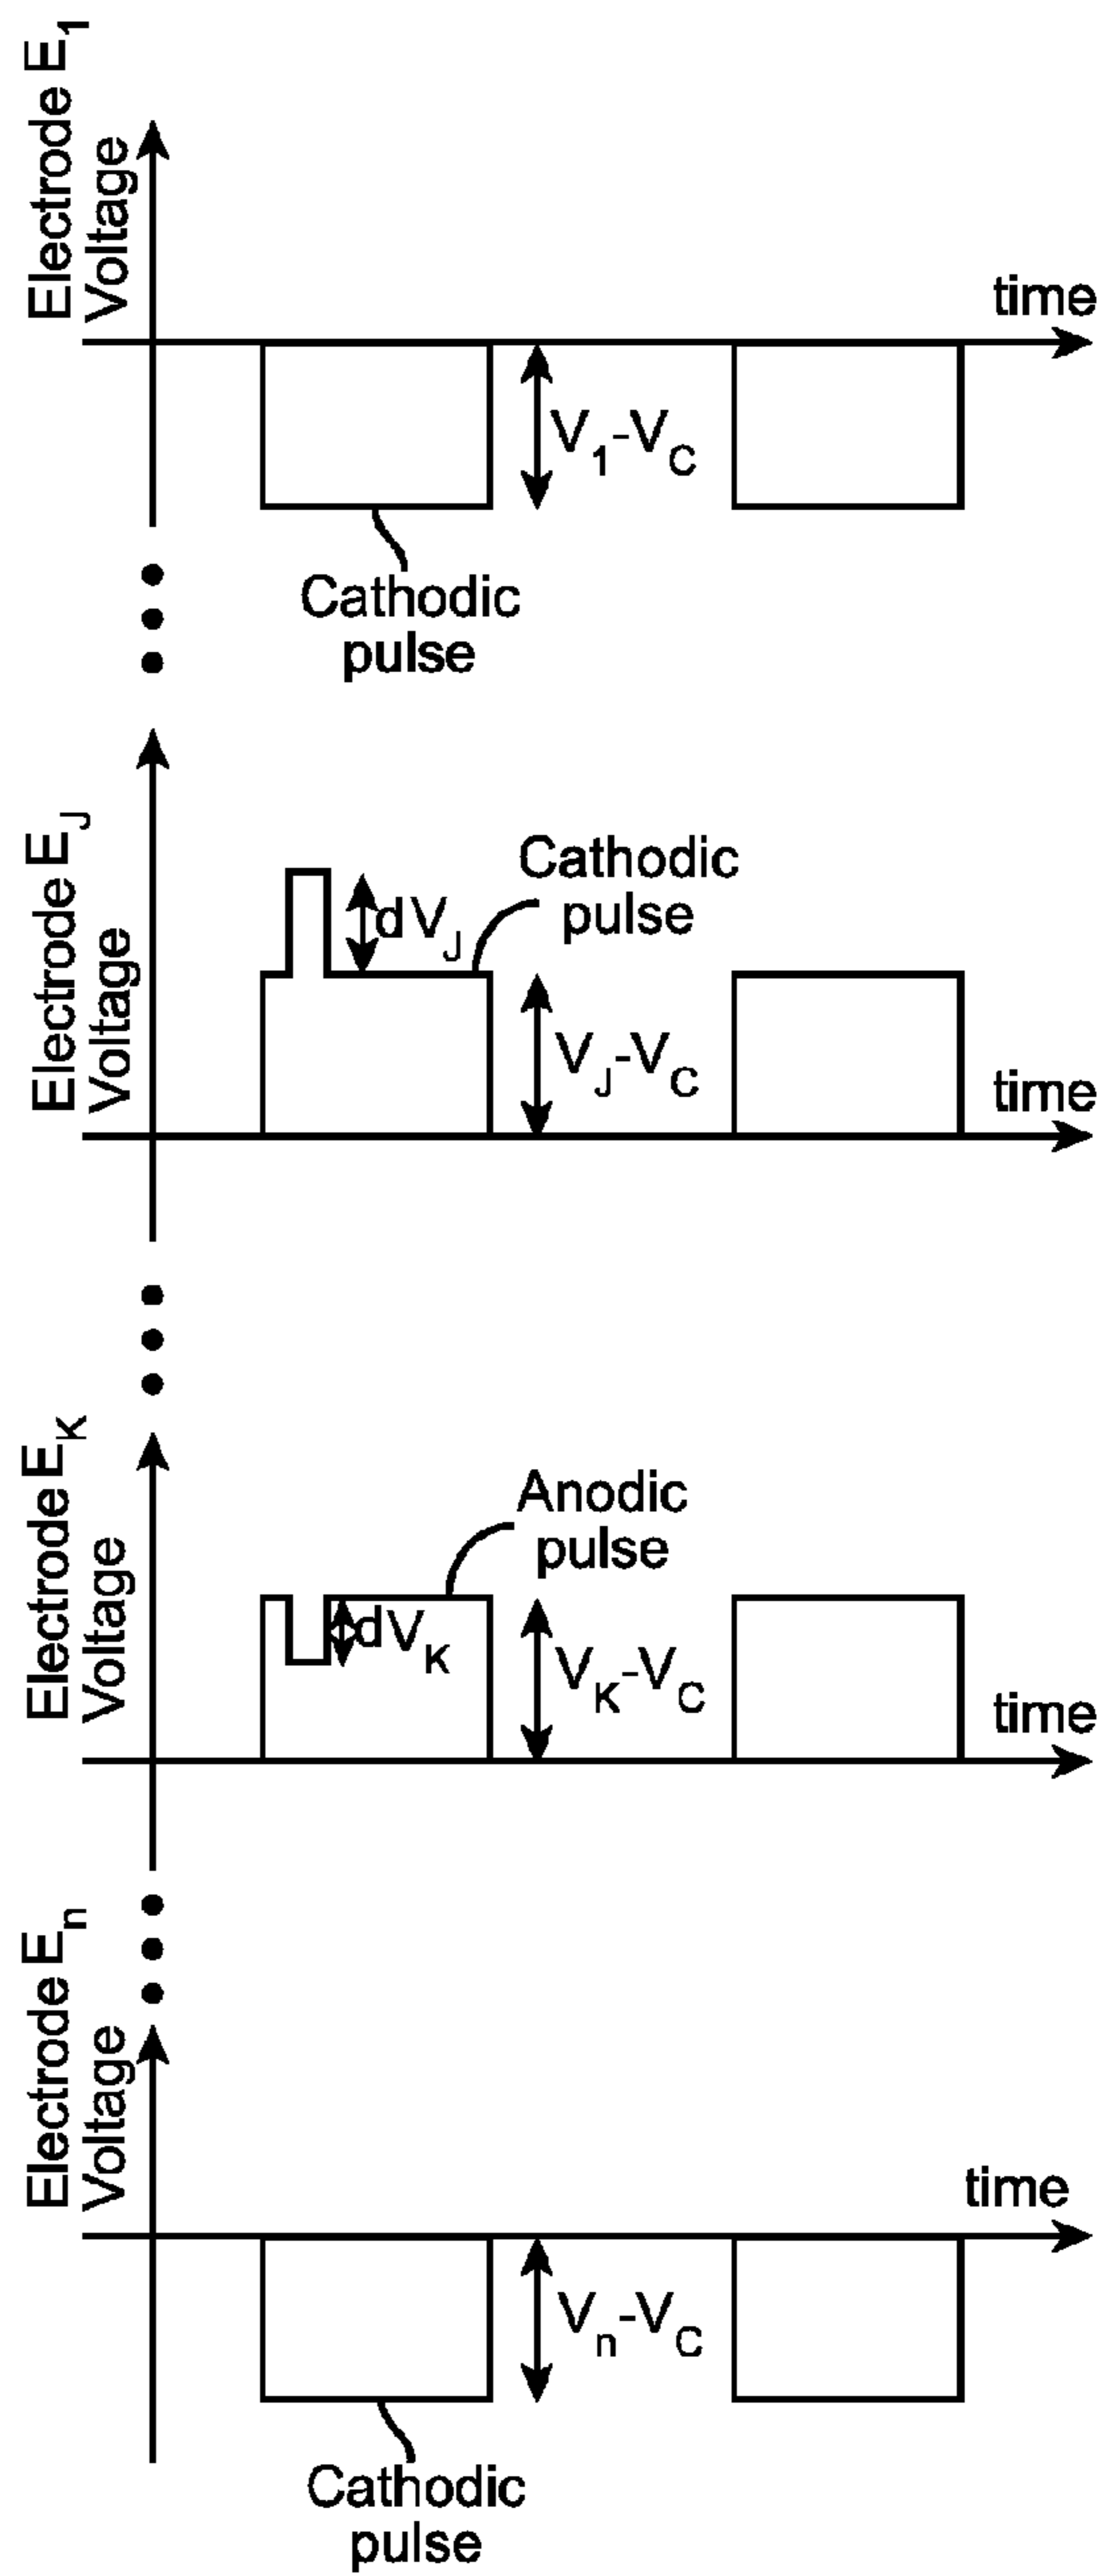 Electrode E1
Voltage
time
V1-VC
Cathodic
pulse
Electrode EJ
Voltage
Cathodic
pulse
dVJ
VJ-VC
time
Electrode EK
Voltage
Anodic
pulse
dVK
VK-VC
time
Electrode En
Voltage
time
Vn-VC
Cathodic
pulse